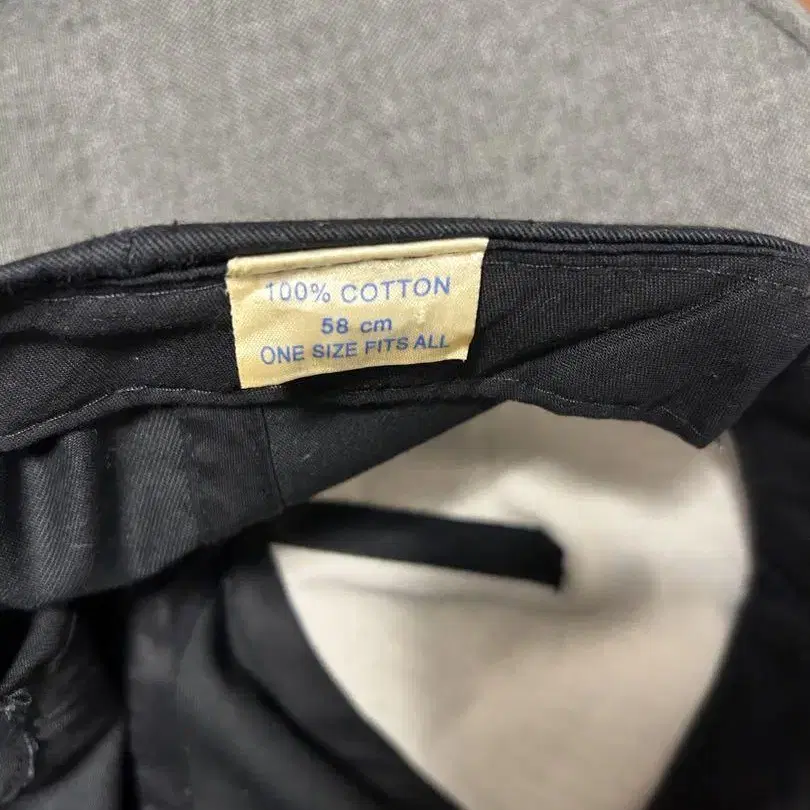 100% COTTON
58 cm
ONE SIZE FITS ALL